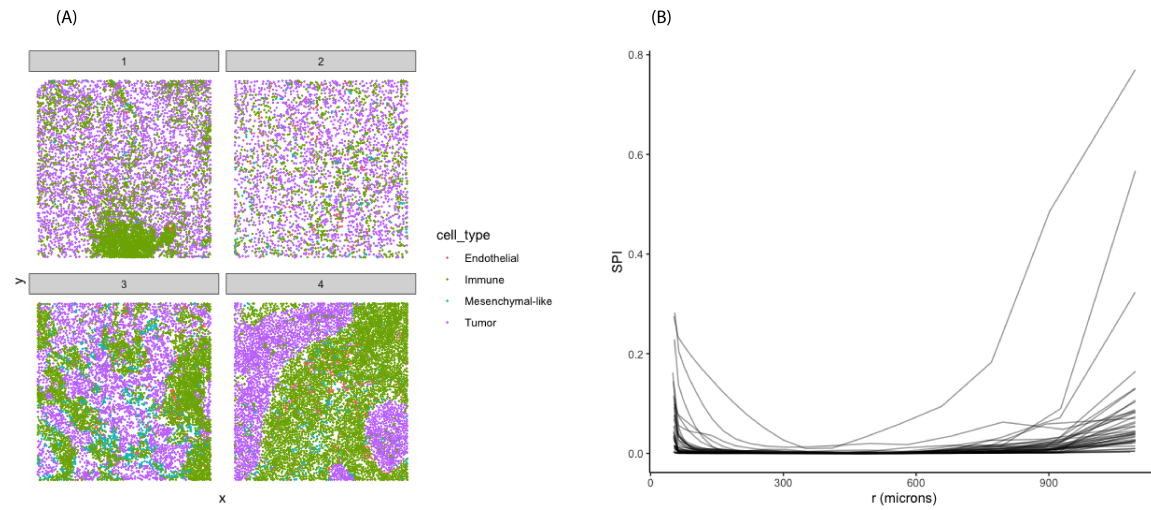 (A)
1
2
3
4
y
x
cell_type
Endothelial
Immune
Mesenchymal-like
Tumor
(B)
0.8
0.6
0.4
0.2
0.0
SPI
0
300
600
900
r (microns)